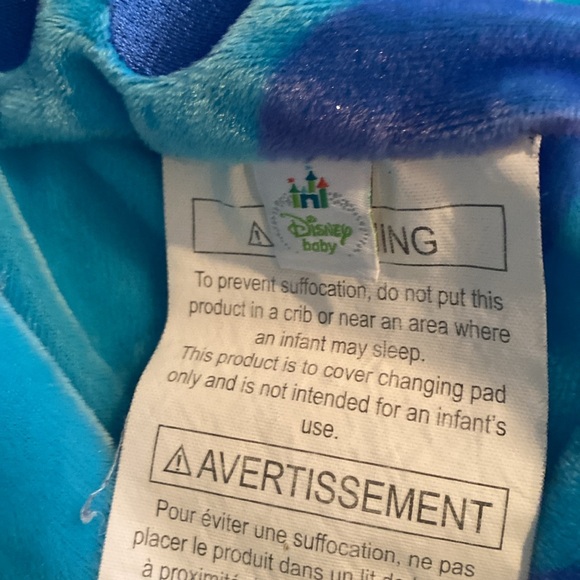 DISNEY
baby
ING
To prevent suffocation, do not put this
product in a crib or near an area where
an infant may sleep.
This product is to cover changing pad
only and is not intended for an infant's
use.
AVERTISSEMENT
Pour éviter une suffocation, ne pas
placer le produit dans un lit
à proximité